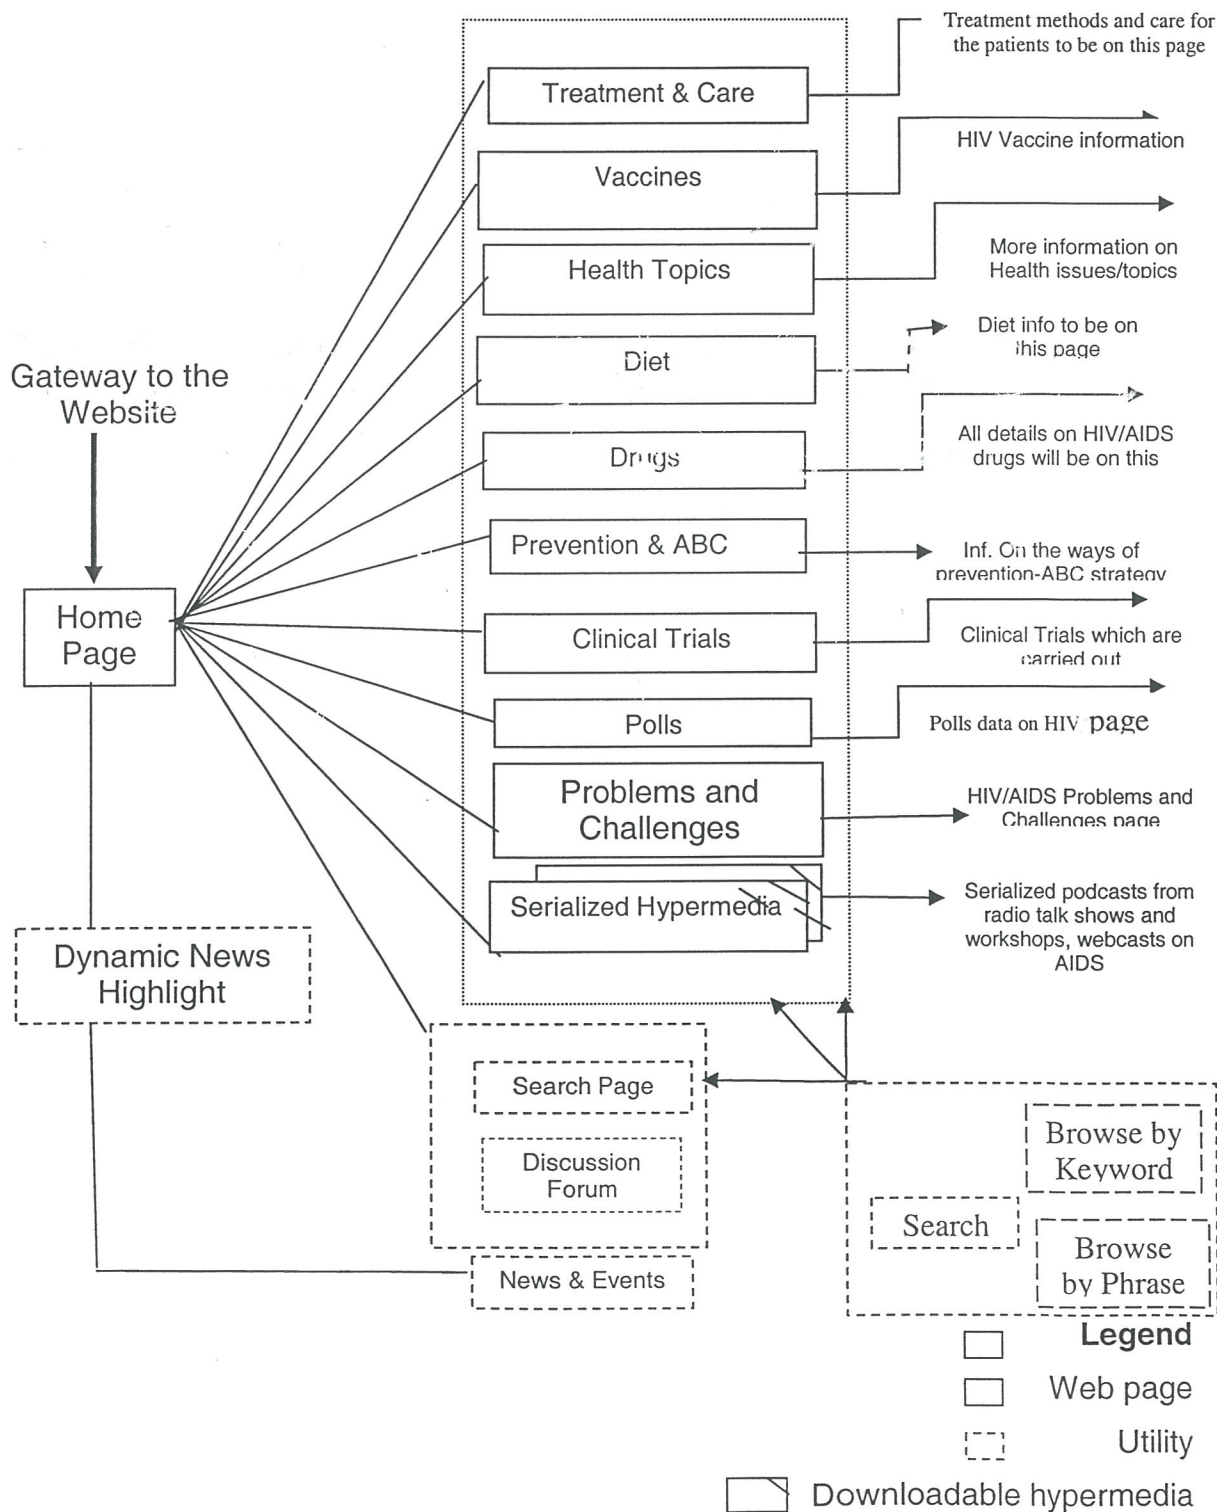 Treatment methods and care for
the patients to be on this page
Treatment & Care
HIV Vaccine information
Vaccines
More information on
Health issues/topics
Health Topics
Diet info to be on
this page
Diet
Gateway to the
Website
All details on HIV/AIDS
drugs will be on this
Drugs
Prevention & ABC
Inf. On the ways of
prevention-ABC strategy
Home
Page
Clinical Trials
Clinical Trials which are
carried out
Polls
Polls data on HIV page
Problems and
Challenges
HIV/AIDS Problems and
Challenges page
Serialized Hypermedia
Serialized podcasts from
radio talk shows and
workshops, webcasts on
AIDS
Dynamic News
Highlight
Search Page
Discussion
Forum
News & Events
Browse by
Keyword
Search
Browse
by Phrase
Legend
Web page
Utility
Downloadable hypermedia